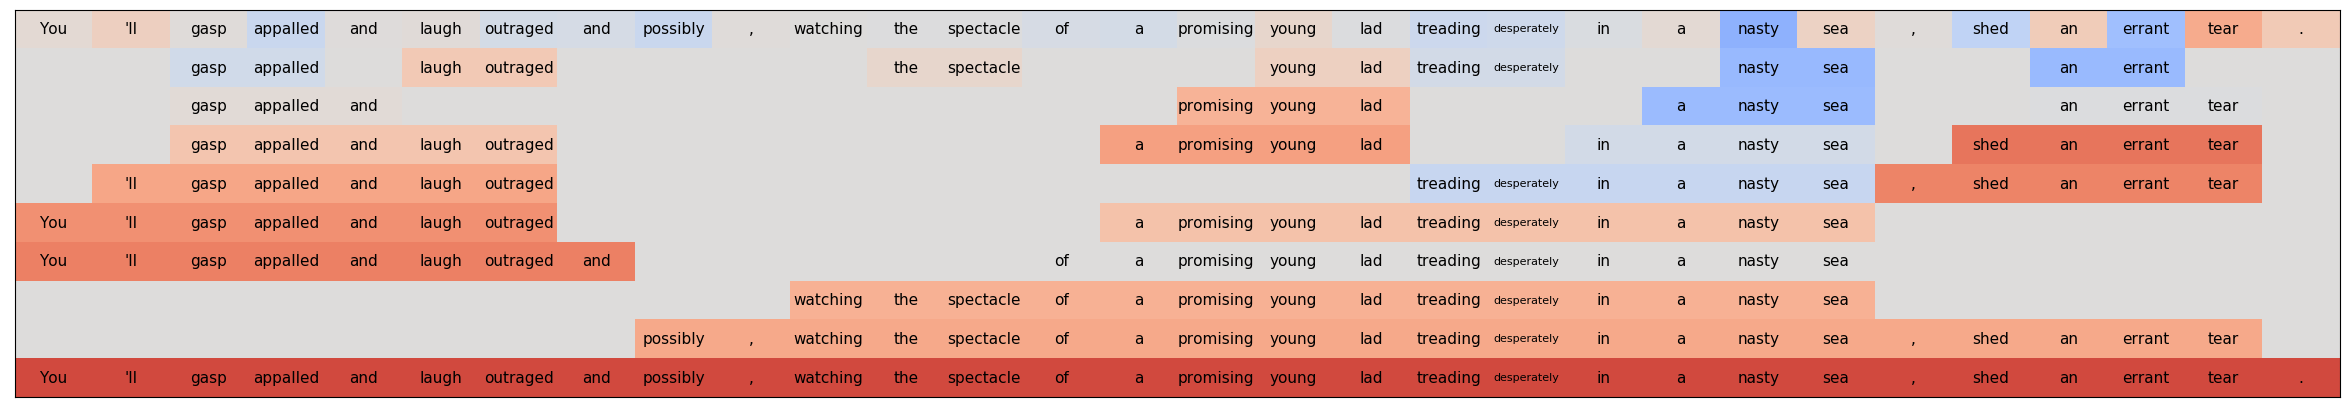 You 'll gasp appalled and laugh outraged and possibly , watching the spectacle of a promising young lad treading desperately in a nasty sea , shed an errant tear .
gasp appalled laugh outraged the spectacle young lad treading desperately nasty sea an errant
gasp appalled and promising young lad a nasty sea an errant tear
gasp appalled and laugh outraged a promising young lad in a nasty sea shed an errant tear
'll gasp appalled and laugh outraged treading desperately in a nasty sea , shed an errant tear
You 'll gasp appalled and laugh outraged a promising young lad treading desperately in a nasty sea
You 'll gasp appalled and laugh outraged and of a promising young lad treading desperately in a nasty sea
watching the spectacle of a promising young lad treading desperately in a nasty sea
possibly , watching the spectacle of a promising young lad treading desperately in a nasty sea , shed an errant tear
You 'll gasp appalled and laugh outraged and possibly , watching the spectacle of a promising young lad treading desperately in a nasty sea , shed an errant tear .